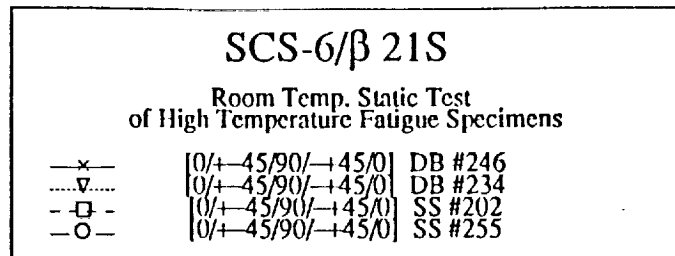 SCS-6/β 21S
Room Temp. Static Test
of High Temperature Fatigue Specimens
[0/+-45/90/-+45/0] DB #246
[0/+-45/90/-+45/0] DB #234
[0/+-45/90/-+45/0] SS #202
[0/+-45/90/-+45/0] SS #255